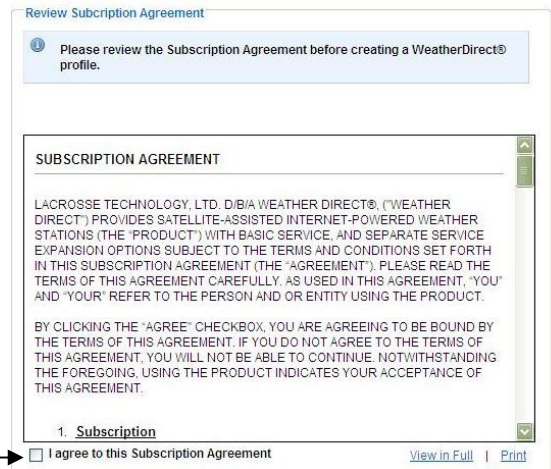 Review Subcription Agreement
Please review the Subscription Agreement before creating a WeatherDirect®
profile.
SUBSCRIPTION AGREEMENT
LACROSSE TECHNOLOGY, LTD. D/B/A WEATHER DIRECT®, ("WEATHER
DIRECT") PROVIDES SATELLITE-ASSISTED INTERNET-POWERED WEATHER
STATIONS (THE "PRODUCT") WITH BASIC SERVICE, AND SEPARATE SERVICE
EXPANSION OPTIONS SUBJECT TO THE TERMS AND CONDITIONS SET FORTH
IN THIS SUBSCRIPTION AGREEMENT (THE "AGREEMENT"). PLEASE READ THE
TERMS OF THIS AGREEMENT CAREFULLY. AS USED IN THIS AGREEMENT, "YOU"
AND "YOUR" REFER TO THE PERSON AND OR ENTITY USING THE PRODUCT.
BY CLICKING THE "AGREE" CHECKBOX, YOU ARE AGREEING TO BE BOUND BY
THE TERMS OF THIS AGREEMENT. IF YOU DO NOT AGREE TO THE TERMS OF
THIS AGREEMENT, YOU WILL NOT BE ABLE TO CONTINUE. NOTWITHSTANDING
THE FOREGOING, USING THE PRODUCT INDICATES YOUR ACCEPTANCE OF
THIS AGREEMENT.
1. Subscription
I agree to this Subscription Agreement View in Full | Print